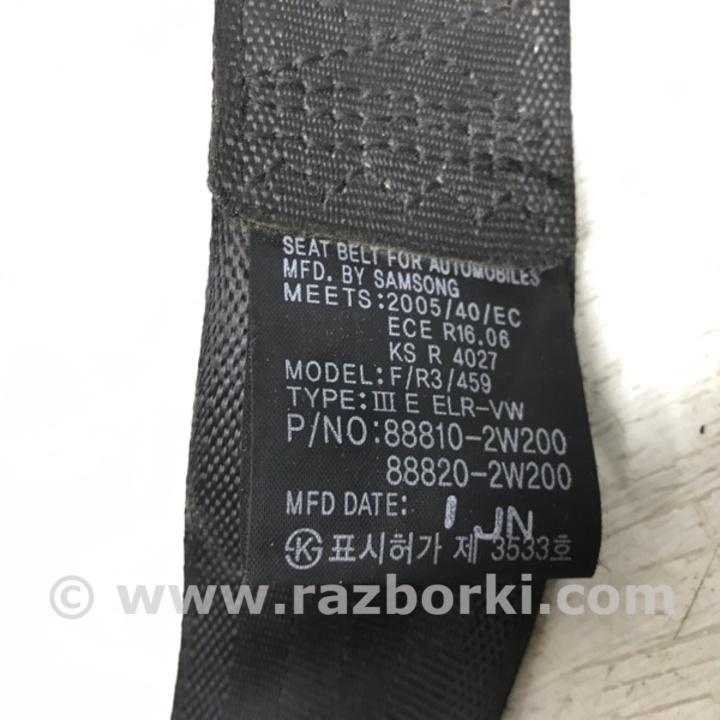 SEAT BELT FOR AUTOMOBILES
MFD. BY SAMSONG
MEETS:2005/40/EC
ECE R16.06
KS R 4027
MODEL:F/R3/459
TYPE:III E ELR-VW
P/NO:88810-2W200
88820-2W200
MFD DATE: 1 JN
표시허가 제 3533호
© www.razborki.com